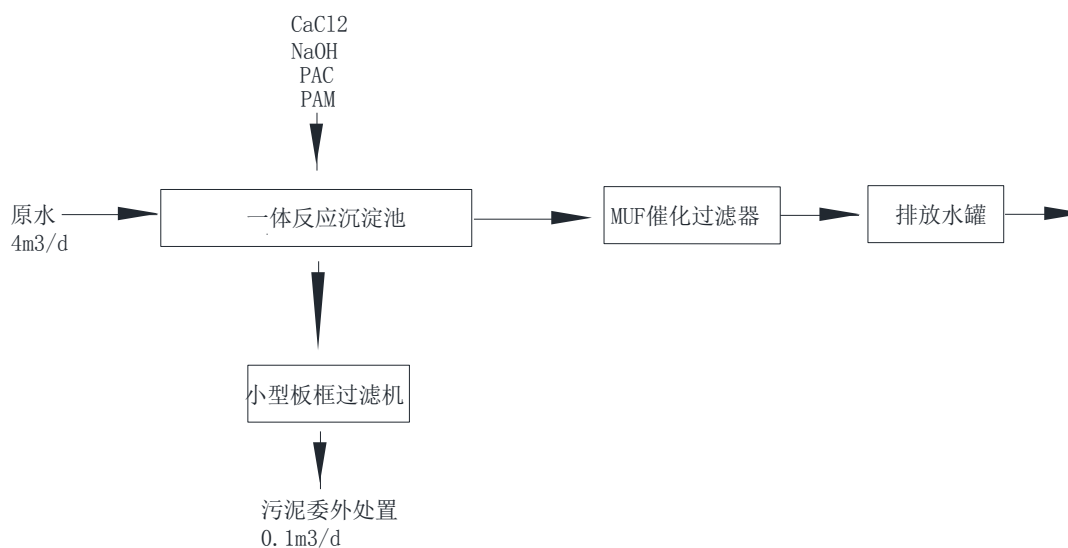 CaCl2
NaOH
PAC
PAM
原水
4m3/d
一体反应沉淀池
MUF催化过滤器
排放水罐
小型板框过滤机
污泥委外处置
0.1m3/d